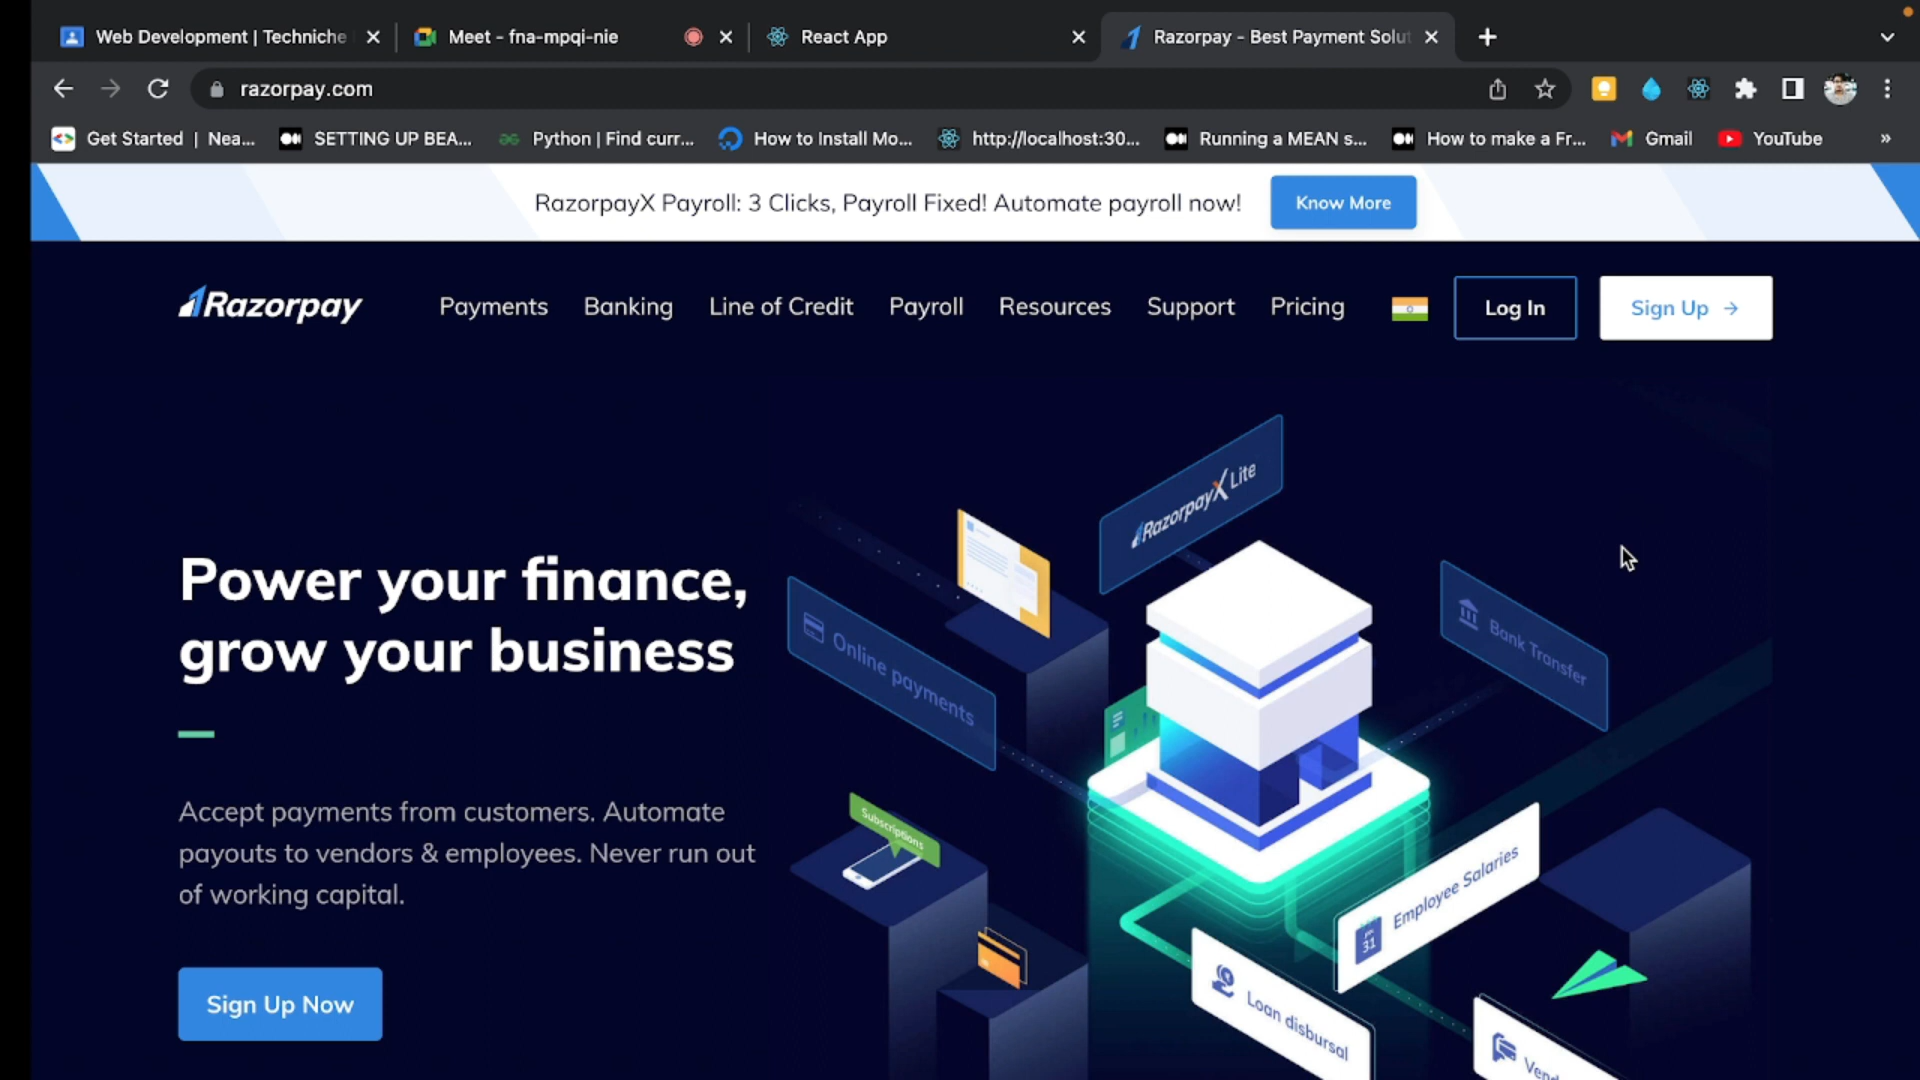 Web Development | Techniche
Meet - fna-mpqi-nie
React App
Razorpay - Best Payment Solut
razorpay.com
Get Started | Nea...
SETTING UP BEA...
Python | Find curr...
How to Install Mo...
http://localhost:30...
Running a MEAN s...
How to make a Fr...
Gmail
YouTube
»
RazorpayX Payroll: 3 Clicks, Payroll Fixed! Automate payroll now!
Know More
Razorpay
Payments
Banking
Line of Credit
Payroll
Resources
Support
Pricing
Log In
Sign Up →
Power your finance,
grow your business
Accept payments from customers. Automate
payouts to vendors & employees. Never run out
of working capital.
Sign Up Now
RazorpayX Lite
Online payments
Bank Transfer
Subscriptions
Employee Salaries
31
Loan disbursal
Vend